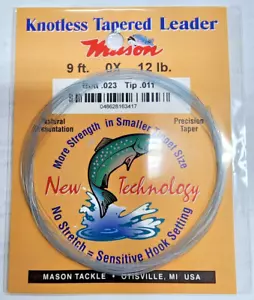 Knotless Tapered Leader
Mason
9 ft. 0X 12 lb.
.023 Tip .011
Natural
Precision
Taper
More Strength in Smaller
Size
New Technology
No Stretch = Sensitive Hook Setting
MASON TACKLE • OTISVILLE, MI USA